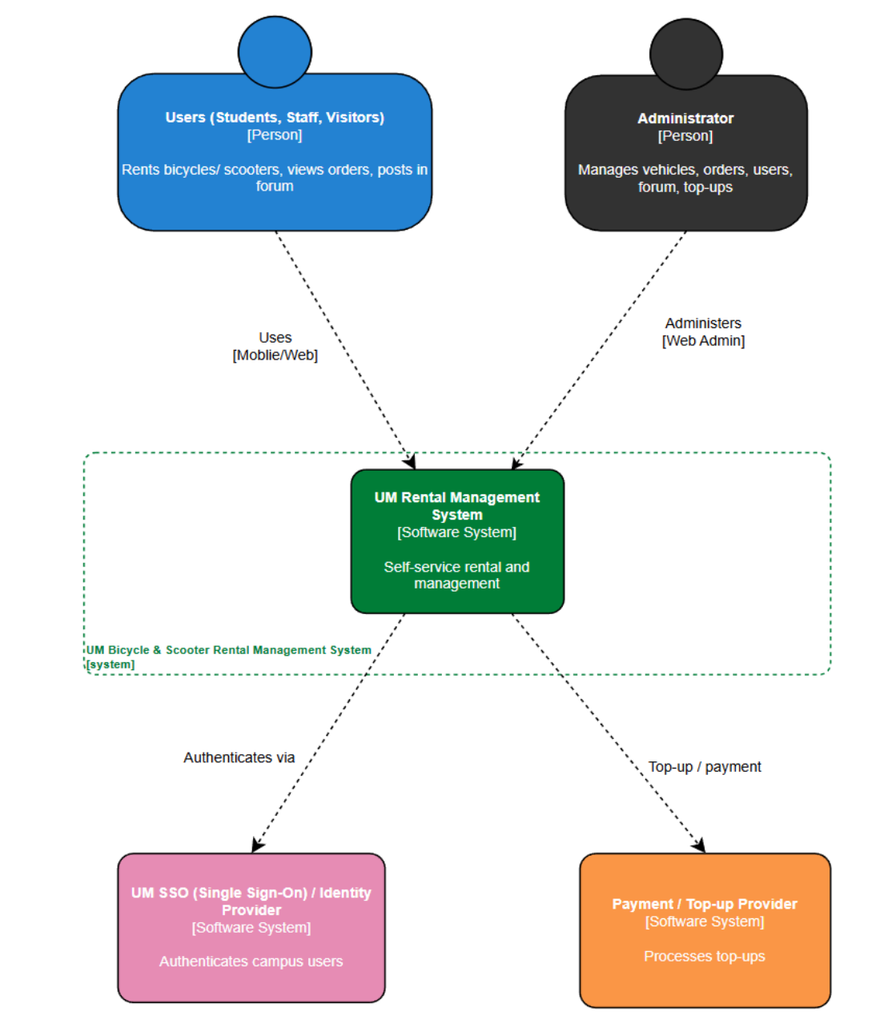 Users (Students, Staff, Visitors)
[Person]
Rents bicycles/ scooters, views orders, posts in
forum
Administrator
[Person]
Manages vehicles, orders, users,
forum, top-ups
Uses
[Moblie/Web]
Administers
[Web Admin]
UM Rental Management
System
[Software System]
Self-service rental and
management
UM Bicycle & Scooter Rental Management System
[system]
Authenticates via
Top-up / payment
UM SSO (Single Sign-On) / Identity
Provider
[Software System]
Authenticates campus users
Payment / Top-up Provider
[Software System]
Processes top-ups